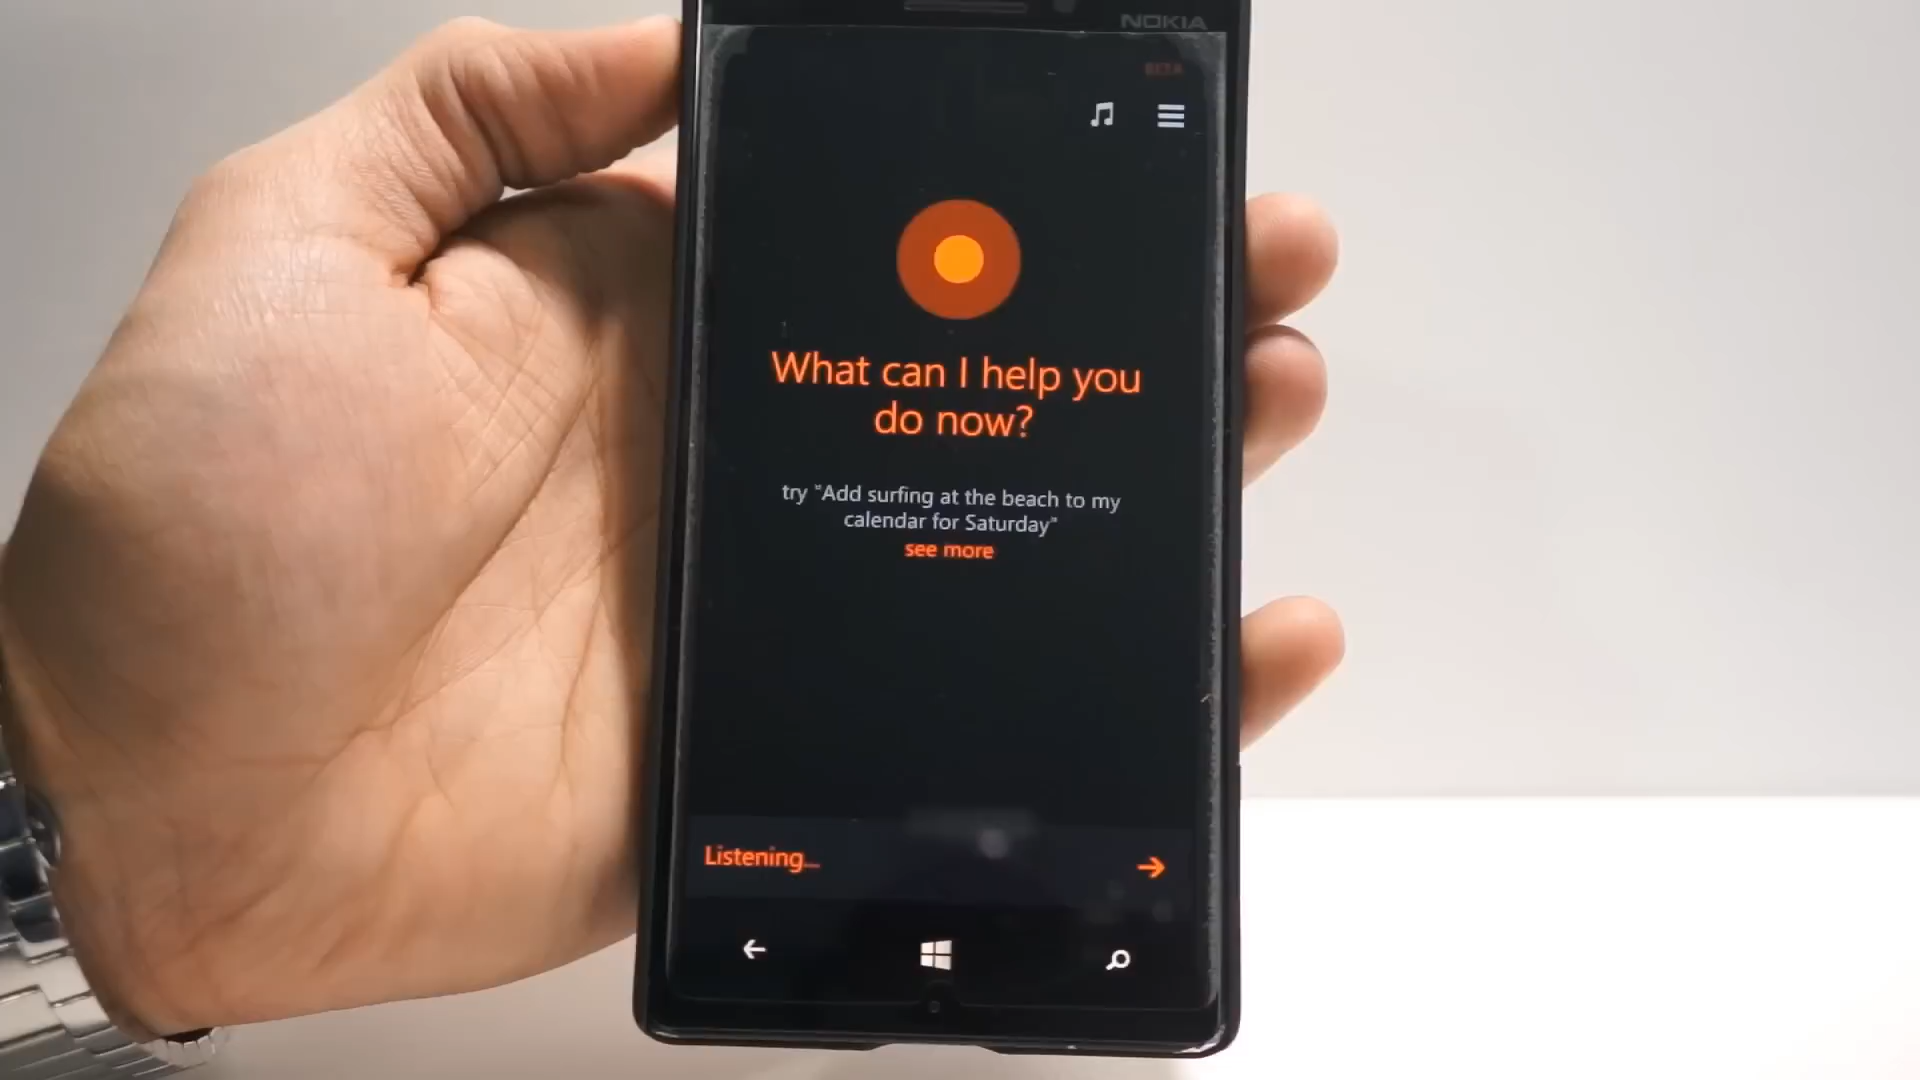 NOKIA
BETA
What can I help you
do now?
try "Add surfing at the beach to my
calendar for Saturday"
see more
Listening...